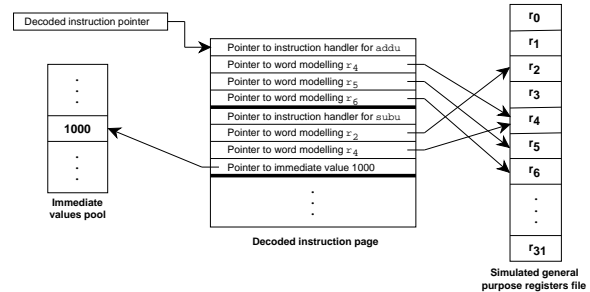 Decoded instruction pointer
Pointer to instruction handler for addu
Pointer to word modelling r4
Pointer to word modelling r5
Pointer to word modelling r6
Pointer to instruction handler for subu
Pointer to word modelling r2
Pointer to word modelling r4
Pointer to immediate value 1000
.
.
.
Decoded instruction page
.
.
.
1000
.
.
.
Immediate
values pool
r0
r1
r2
r3
r4
r5
r6
.
.
.
r31
Simulated general
purpose registers file